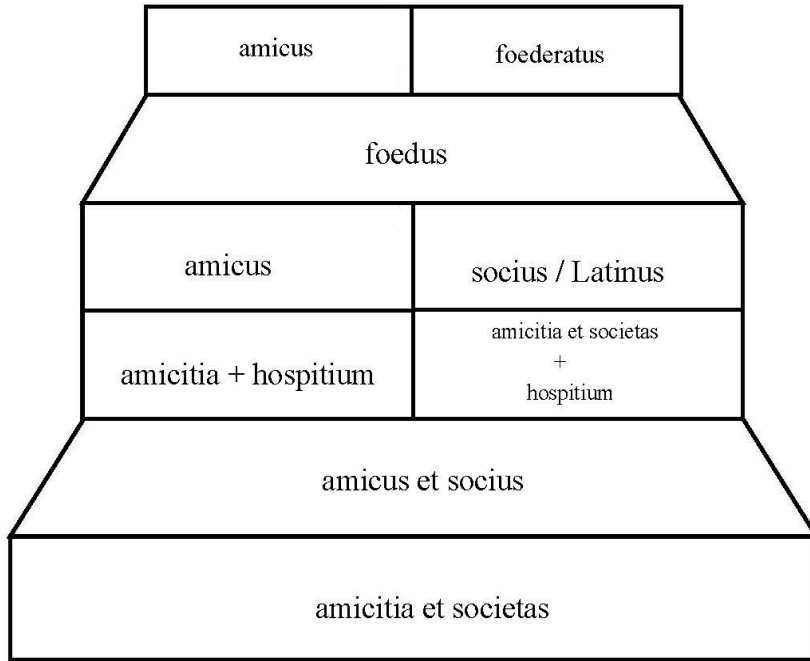 amicus
foederatus
foedus
amicus
socius / Latinus
amicitia + hospitium
amicitia et societas
+
hospitium
amicus et socius
amicitia et societas